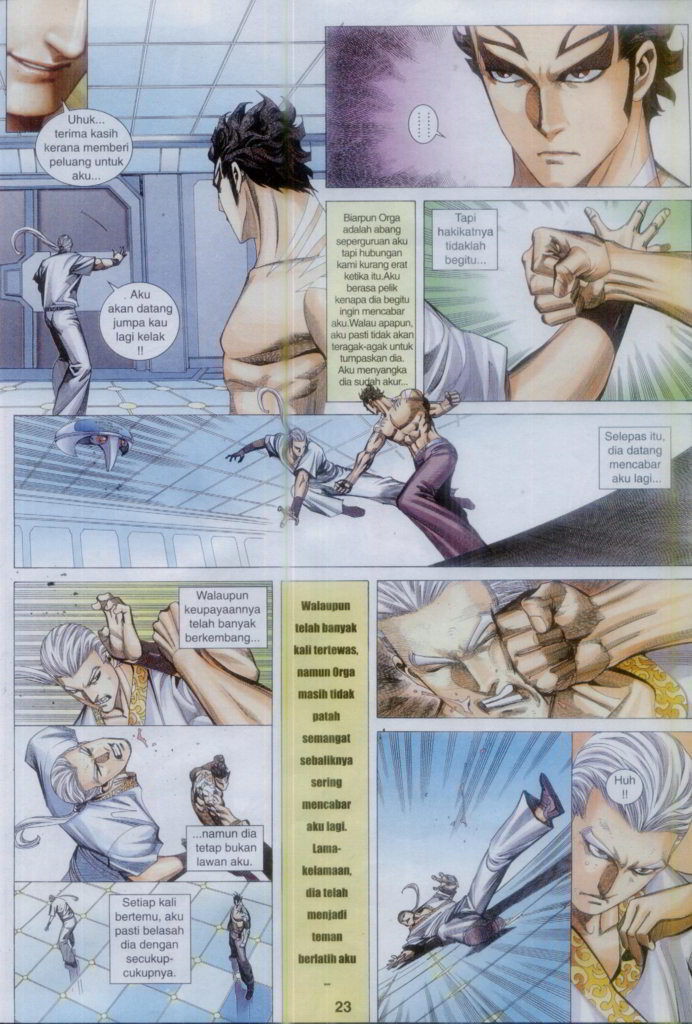 Uhuk...
terima kasih
kerana memberi
peluang untuk
aku...
Aku
akan datang
jumpa kau
lagi kelak
!!
Biarpun Orga
adalah abang
seperguruan aku
tapi hubungan
kami kurang erat
ketika itu.Aku
berasa pelik
kenapa dia begitu
ingin mencabar
aku.Walau apapun,
aku pasti tidak akan
teragak-agak untuk
tumpaskan dia.
Aku menyangka
dia sudah akur...
Tapi
hakikatnya
tidaklah
begitu...
Selepas itu,
dia datang
mencabar
aku lagi...
Walaupun
keupayaannya
telah banyak
berkembang...
...namun dia
tetap bukan
lawan aku.
Setiap kali
bertemu, aku
pasti belasah
dia dengan
secukup-
cukupnya.
Walaupun
telah banyak
kali tertewas,
namun Orga
masih tidak
patah
semangat
sebaliknya
sering
mencabar
aku lagi.
Lama-
kelamaan,
dia telah
menjadi
teman
berlatih aku
...
Huh
!!
23